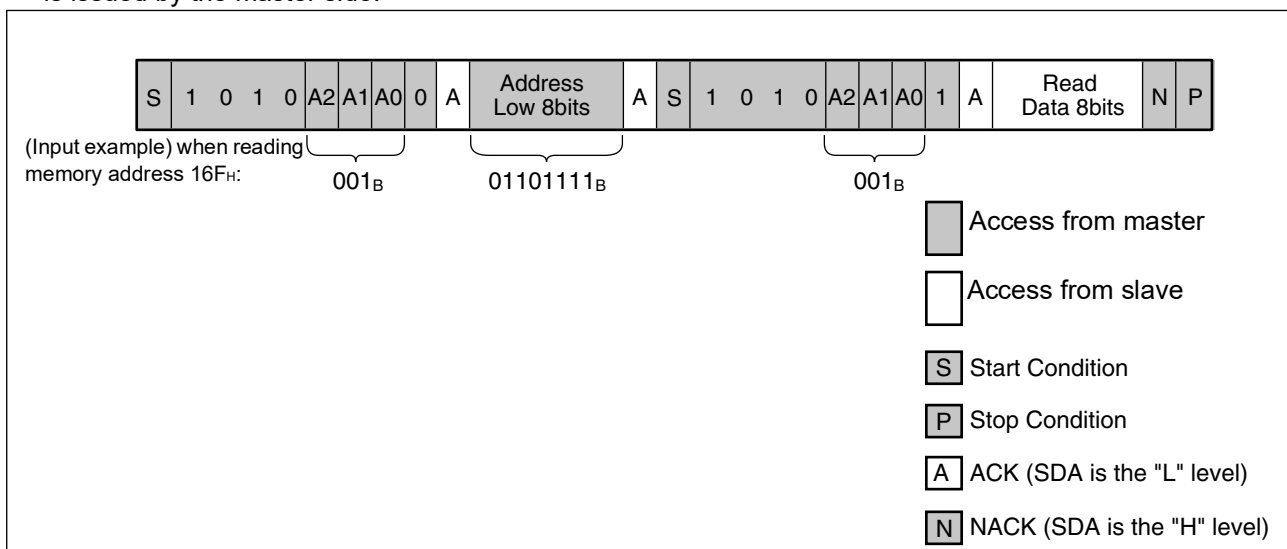 is issued by the master side.
S 1 0 1 0 A2 A1 A0 0 A Address Low 8bits A S 1 0 1 0 A2 A1 A0 1 A Read Data 8bits N P
(Input example) when reading
memory address 16FH:
001B 01101111B 001B
Access from master
Access from slave
S Start Condition
P Stop Condition
A ACK (SDA is the "L" level)
N NACK (SDA is the "H" level)